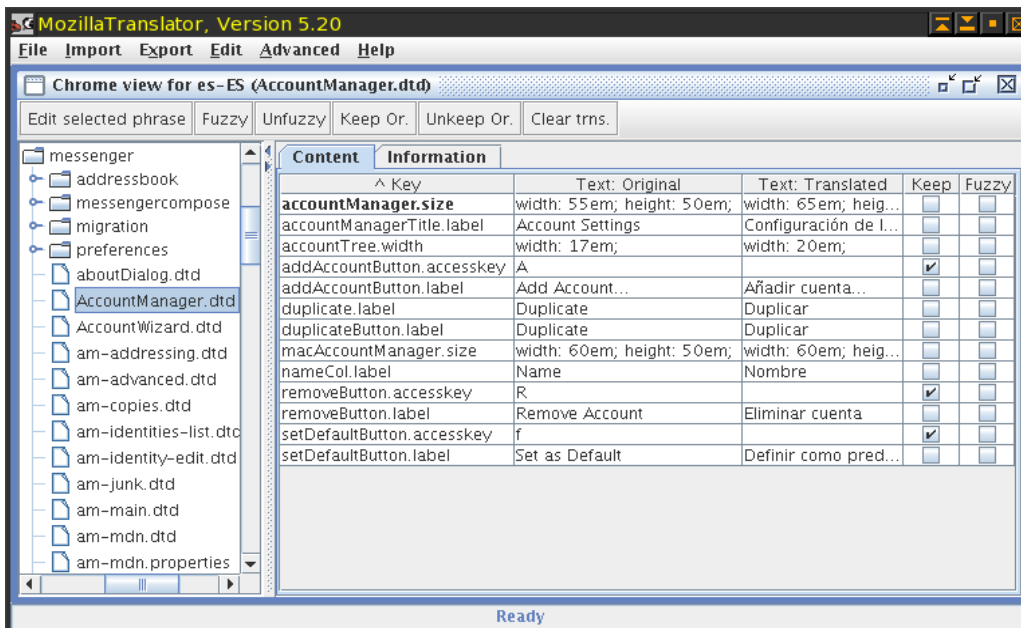 MozillaTranslator, Version 5.20
File Import Export Edit Advanced Help
Chrome view for es-ES (AccountManager.dtd)
Edit selected phrase Fuzzy Unfuzzy Keep Or. Unkeep Or. Clear trns.
messenger
addressbook
messengercompose
migration
preferences
aboutDialog.dtd
AccountManager.dtd
AccountWizard.dtd
am-addressing.dtd
am-advanced.dtd
am-copies.dtd
am-identities-list.dtd
am-identity-edit.dtd
am-junk.dtd
am-main.dtd
am-mdn.dtd
am-mdn.properties
Content Information
^ Key Text: Original Text: Translated Keep Fuzzy
accountManager.size width: 55em; height: 50em; width: 65em; heig...
accountManagerTitle.label Account Settings Configuración de l...
accountTree.width width: 17em; width: 20em;
addAccountButton.accesskey A
addAccountButton.label Add Account... Añadir cuenta...
duplicate.label Duplicate Duplicar
duplicateButton.label Duplicate Duplicar
macAccountManager.size width: 60em; height: 50em; width: 60em; heig...
nameCol.label Name Nombre
removeButton.accesskey R
removeButton.label Remove Account Eliminar cuenta
setDefaultButton.accesskey f
setDefaultButton.label Set as Default Definir como pred...
Ready